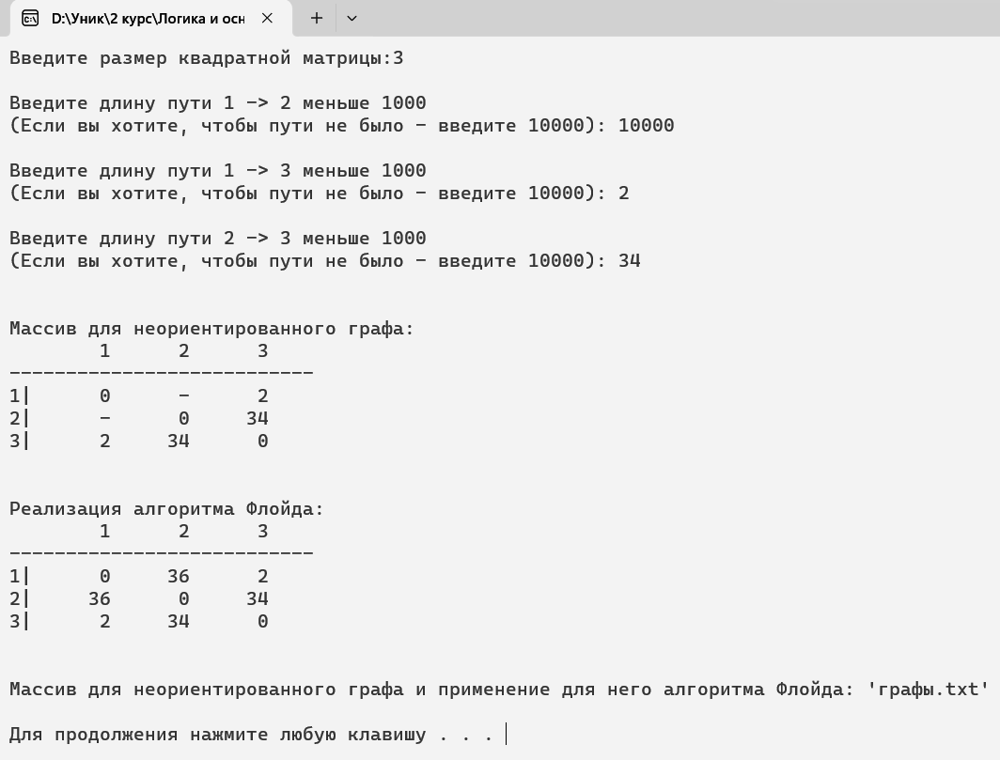 D:\Уник\2 курс\Логика и осн
Введите размер квадратной матрицы:3
Введите длину пути 1 -> 2 меньше 1000
(Если вы хотите, чтобы пути не было - введите 10000): 10000
Введите длину пути 1 -> 3 меньше 1000
(Если вы хотите, чтобы пути не было - введите 10000): 2
Введите длину пути 2 -> 3 меньше 1000
(Если вы хотите, чтобы пути не было - введите 10000): 34
Массив для неориентированного графа:
1 2 3
---------------------------
1| 0 - 2
2| - 0 34
3| 2 34 0
Реализация алгоритма Флойда:
1 2 3
---------------------------
1| 0 36 2
2| 36 0 34
3| 2 34 0
Массив для неориентированного графа и применение для него алгоритма Флойда: 'графы.txt'
Для продолжения нажмите любую клавишу . . .